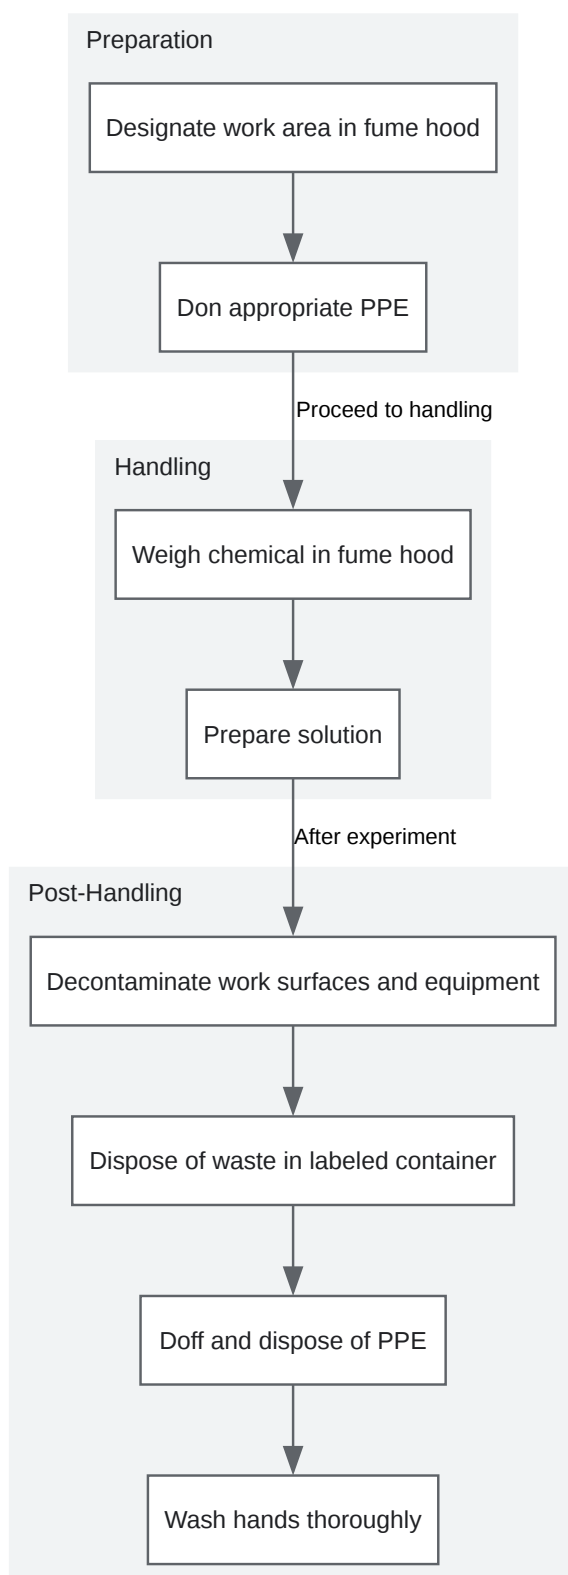 Preparation
Designate work area in fume hood
Don appropriate PPE
Proceed to handling
Handling
Weigh chemical in fume hood
Prepare solution
After experiment
Post-Handling
Decontaminate work surfaces and equipment
Dispose of waste in labeled container
Doff and dispose of PPE
Wash hands thoroughly